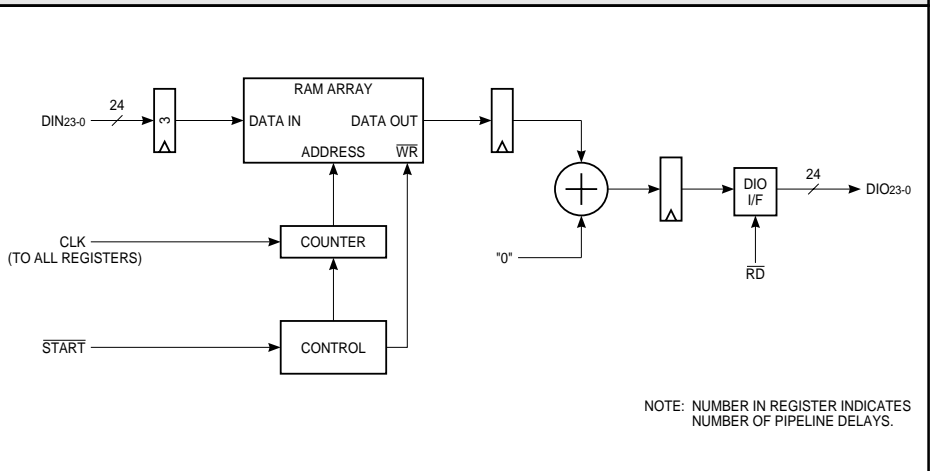 RAM ARRAY
24
DIN23-0
3
DATA IN
DATA OUT
ADDRESS
WR
24
DIO
I/F
DIO23-0
CLK
(TO ALL REGISTERS)
COUNTER
"0"
RD
START
CONTROL
NOTE: NUMBER IN REGISTER INDICATES
NUMBER OF PIPELINE DELAYS.